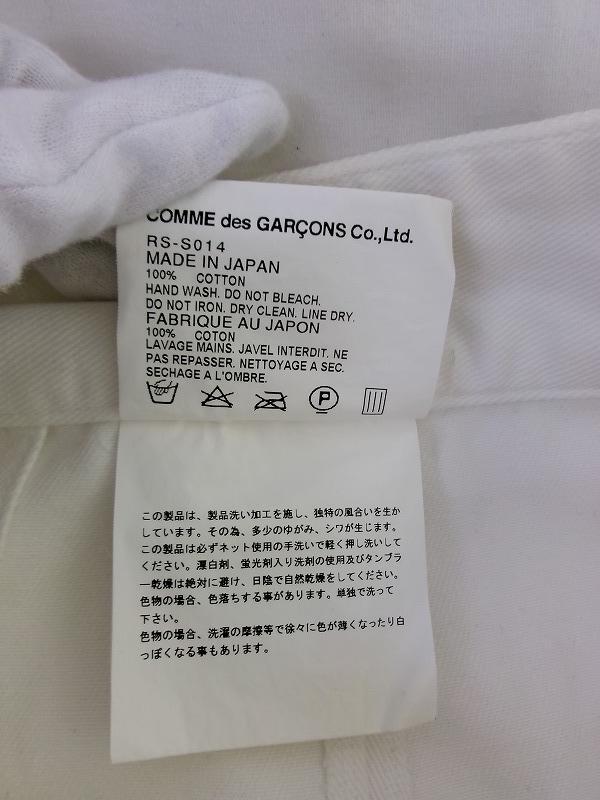 COMME des GARÇONS Co.,Ltd.
RS-S014
MADE IN JAPAN
100% COTTON
HAND WASH. DO NOT BLEACH.
DO NOT IRON. DRY CLEAN. LINE DRY.
FABRIQUE AU JAPON
100% COTON
LAVAGE MAINS. JAVEL INTERDIT. NE
PAS REPASSER. NETTOYAGE A SEC.
SECHAGE A L'OMBRE.
P
この製品は、製品洗い加工を施し、独特の風合いを生か
しています。その為、多少のゆがみ、シワが生じます。
この製品は必ずネット使用の手洗いで軽く押し洗いして
ください。漂白剤、蛍光剤入り洗剤の使用及びタンブラ
ー乾燥は絶対に避け、日陰で自然乾燥をしてください。
色物の場合、色落ちする事があります。単独で洗って
下さい。
色物の場合、洗濯の摩擦等で徐々に色が薄くなったり白
っぽくなる事もあります。